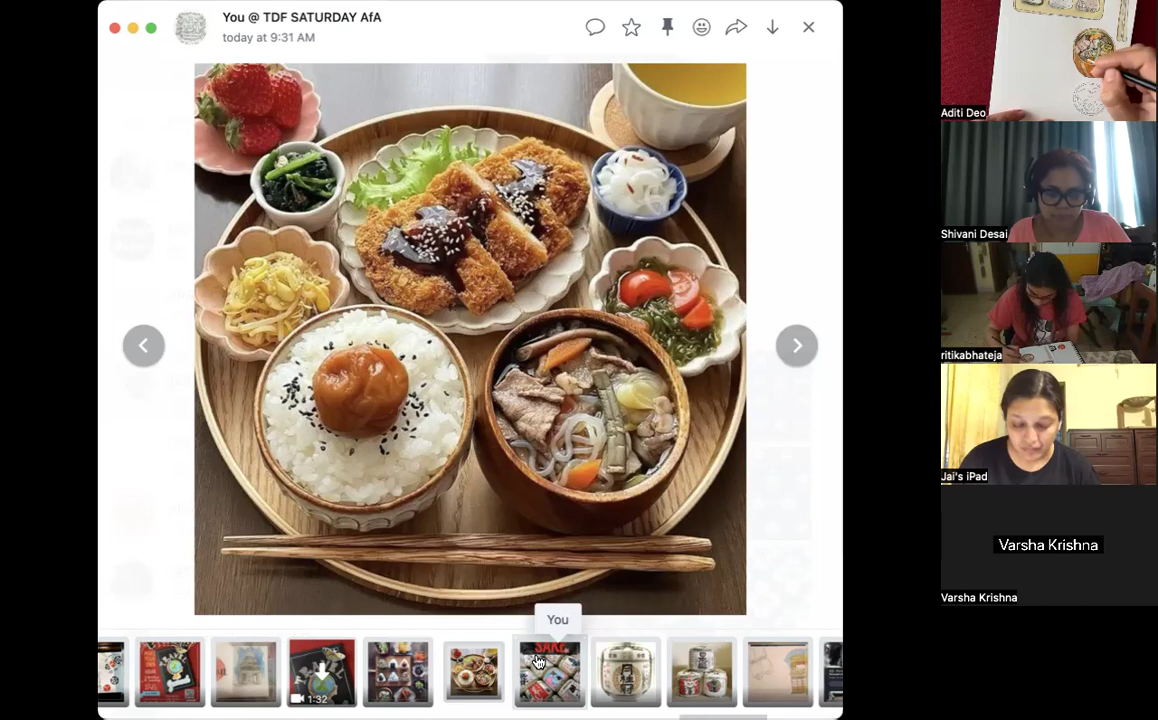 You @ TDF SATURDAY AfA
today at 9:31 AM
Aditi Deo
Shivani Desai
ritikabhateja
Jai's iPad
Varsha Krishna
Varsha Krishna
You
SAKE
1:32